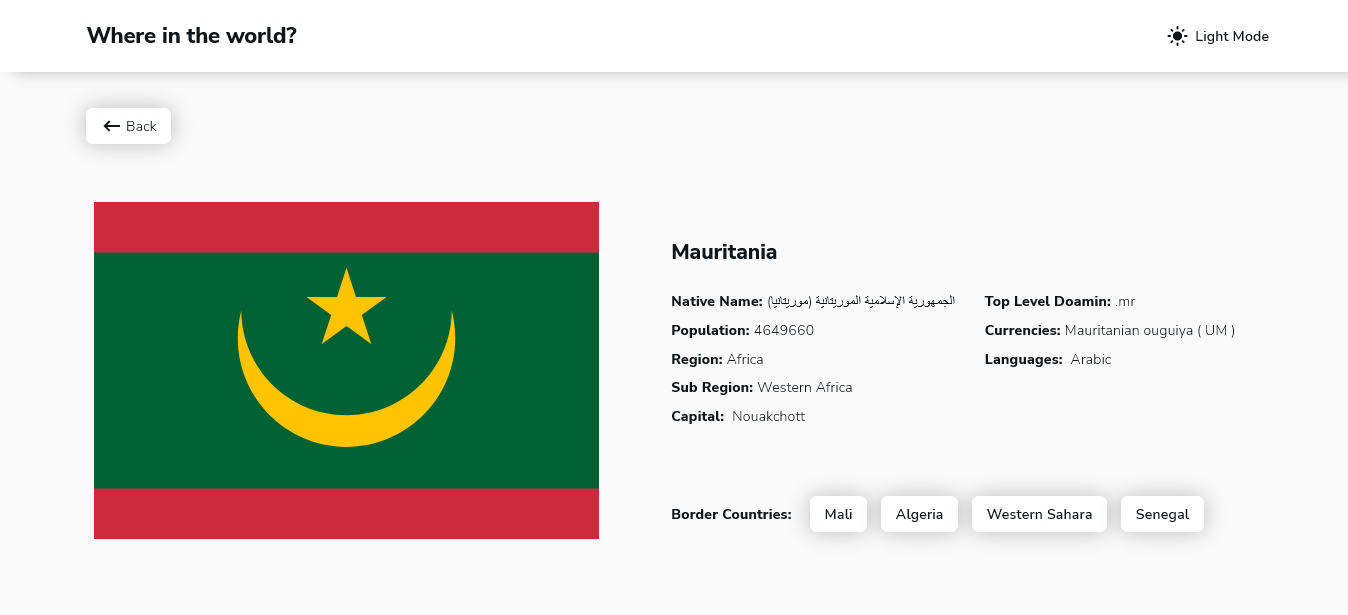 Where in the world?
Light Mode
Back
Mauritania
Native Name: الجمهورية الإسلامية الموريتانية (موريتانيا)
Population: 4649660
Region: Africa
Sub Region: Western Africa
Capital: Nouakchott
Top Level Doamin: .mr
Currencies: Mauritanian ouguiya ( UM )
Languages: Arabic
Border Countries: Mali Algeria Western Sahara Senegal